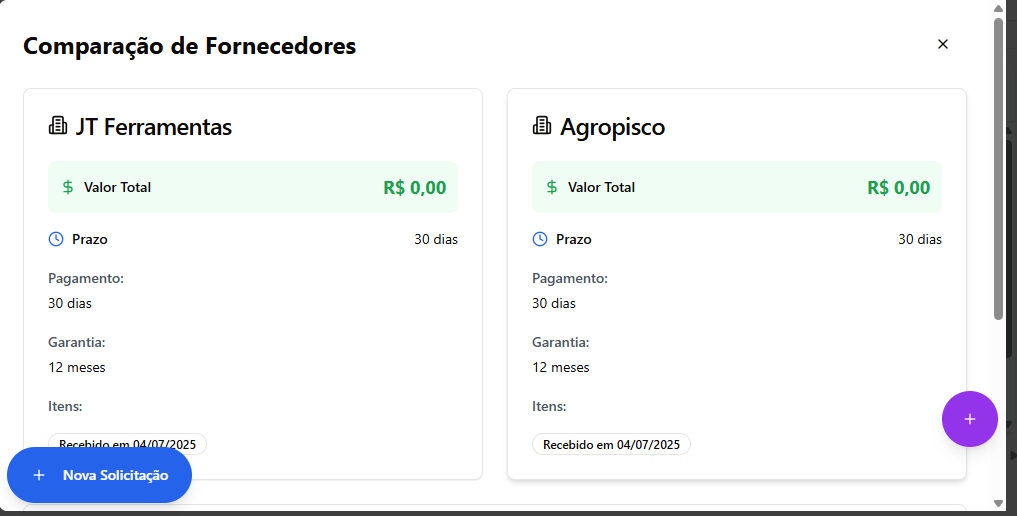 Comparação de Fornecedores
JT Ferramentas
Valor Total R$ 0,00
Prazo 30 dias
Pagamento:
30 dias
Garantia:
12 meses
Itens:
Recebido em 04/07/2025
Agropisco
Valor Total R$ 0,00
Prazo 30 dias
Pagamento:
30 dias
Garantia:
12 meses
Itens:
Recebido em 04/07/2025
Nova Solicitação